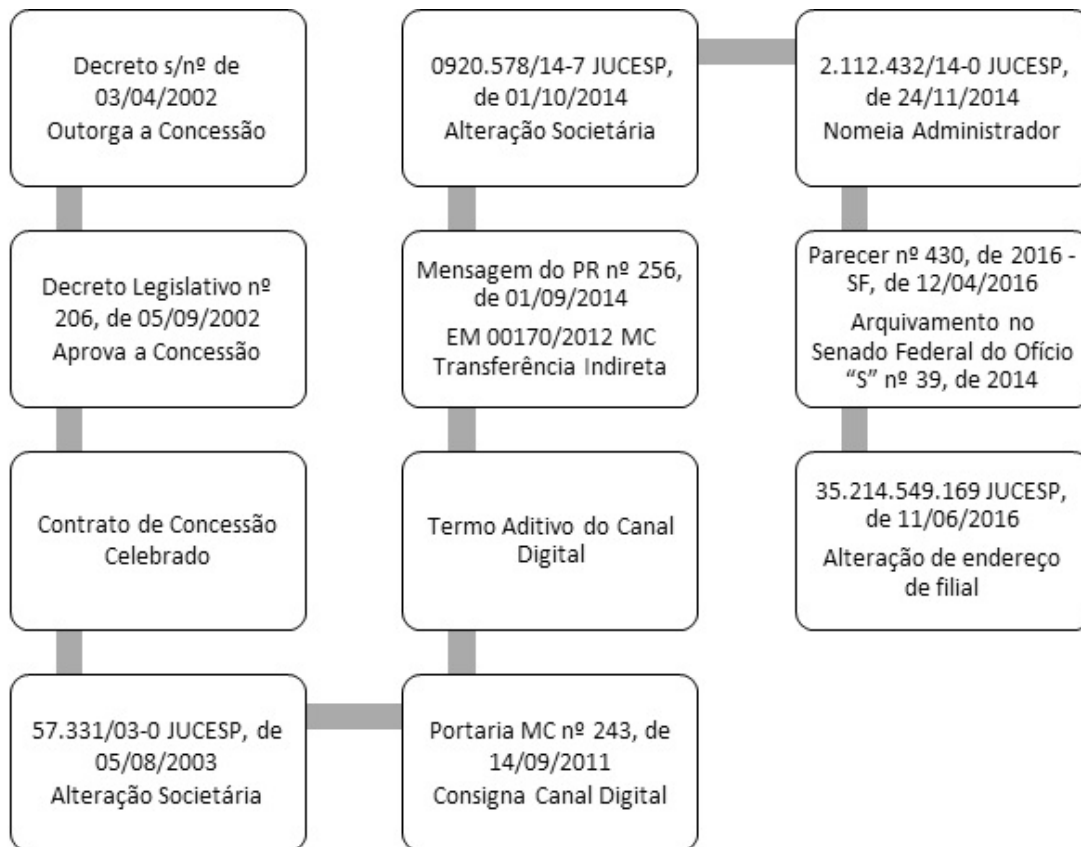 Decreto s/nº de
03/04/2002
Outorga a Concessão
Decreto Legislativo nº
206, de 05/09/2002
Aprova a Concessão
Contrato de Concessão
Celebrado
57.331/03-0 JUCESP, de
05/08/2003
Alteração Societária
Portaria MC nº 243, de
14/09/2011
Consigna Canal Digital
Termo Aditivo do Canal
Digital
Mensagem do PR nº 256,
de 01/09/2014
EM 00170/2012 MC
Transferência Indireta
0920.578/14-7 JUCESP,
de 01/10/2014
Alteração Societária
2.112.432/14-0 JUCESP,
de 24/11/2014
Nomeia Administrador
Parecer nº 430, de 2016 -
SF, de 12/04/2016
Arquivamento no
Senado Federal do Ofício
“S” nº 39, de 2014
35.214.549.169 JUCESP,
de 11/06/2016
Alteração de endereço
de filial